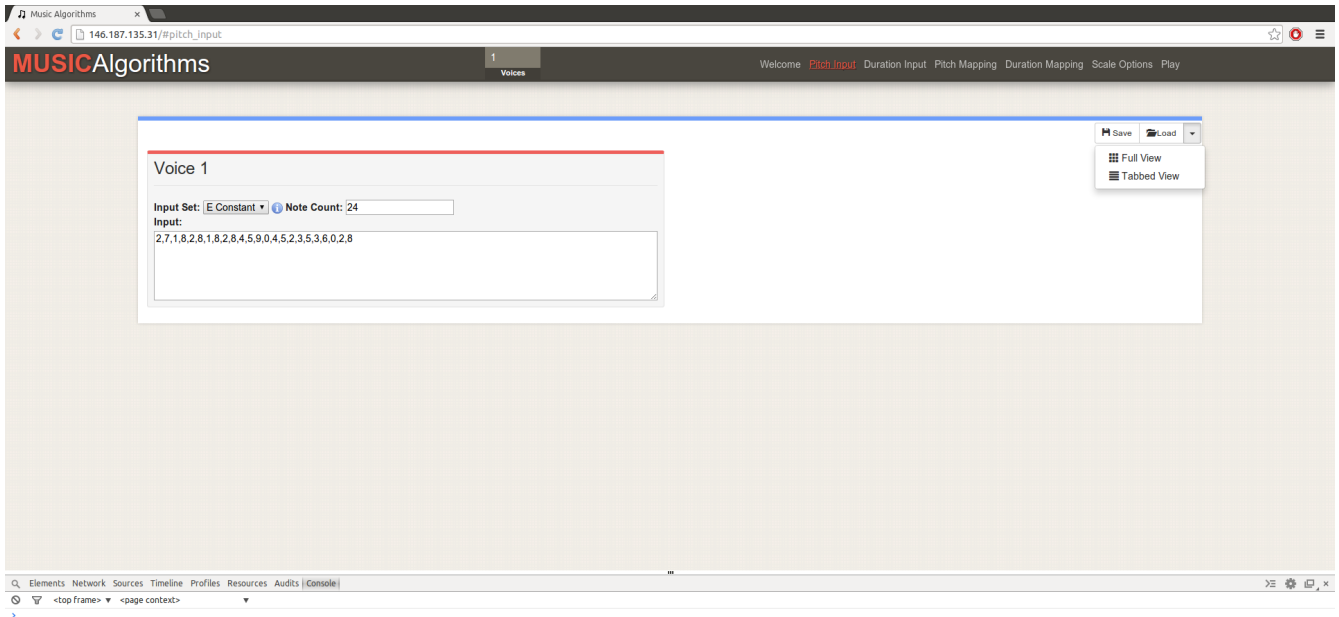 Music Algorithms
146.187.135.31/#pitch_input
MUSICAlgorithms
1
Voices
Welcome Pitch Input Duration Input Pitch Mapping Duration Mapping Scale Options Play
Save Load
Full View
Tabbed View
Voice 1
Input Set: E Constant Note Count: 24
Input:
2,7,1,8,2,8,1,8,2,8,4,5,9,0,4,5,2,3,5,3,6,0,2,8
Elements Network Sources Timeline Profiles Resources Audits Console
<top frame> <page context>